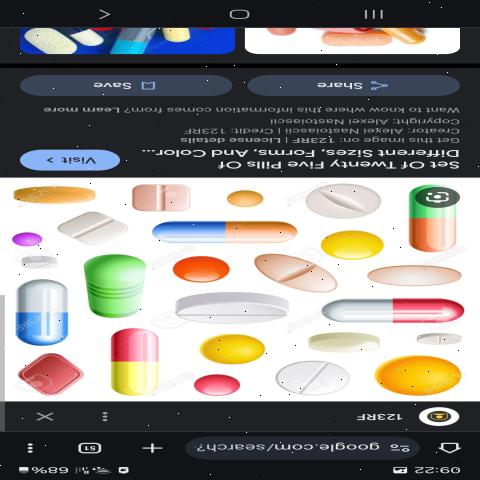 09:22
68%
google.com/search?
51
123RF
Set Of Twenty Five Pills Of
Different Sizes, Forms And Color...
Visit >
Get this image on: 123RF | License details
Creator: Alexei Nastoiascii | Credit: 123RF
Copyright: Alexei Nastoiascii
Want to know where this information comes from? Learn more
Share
Save